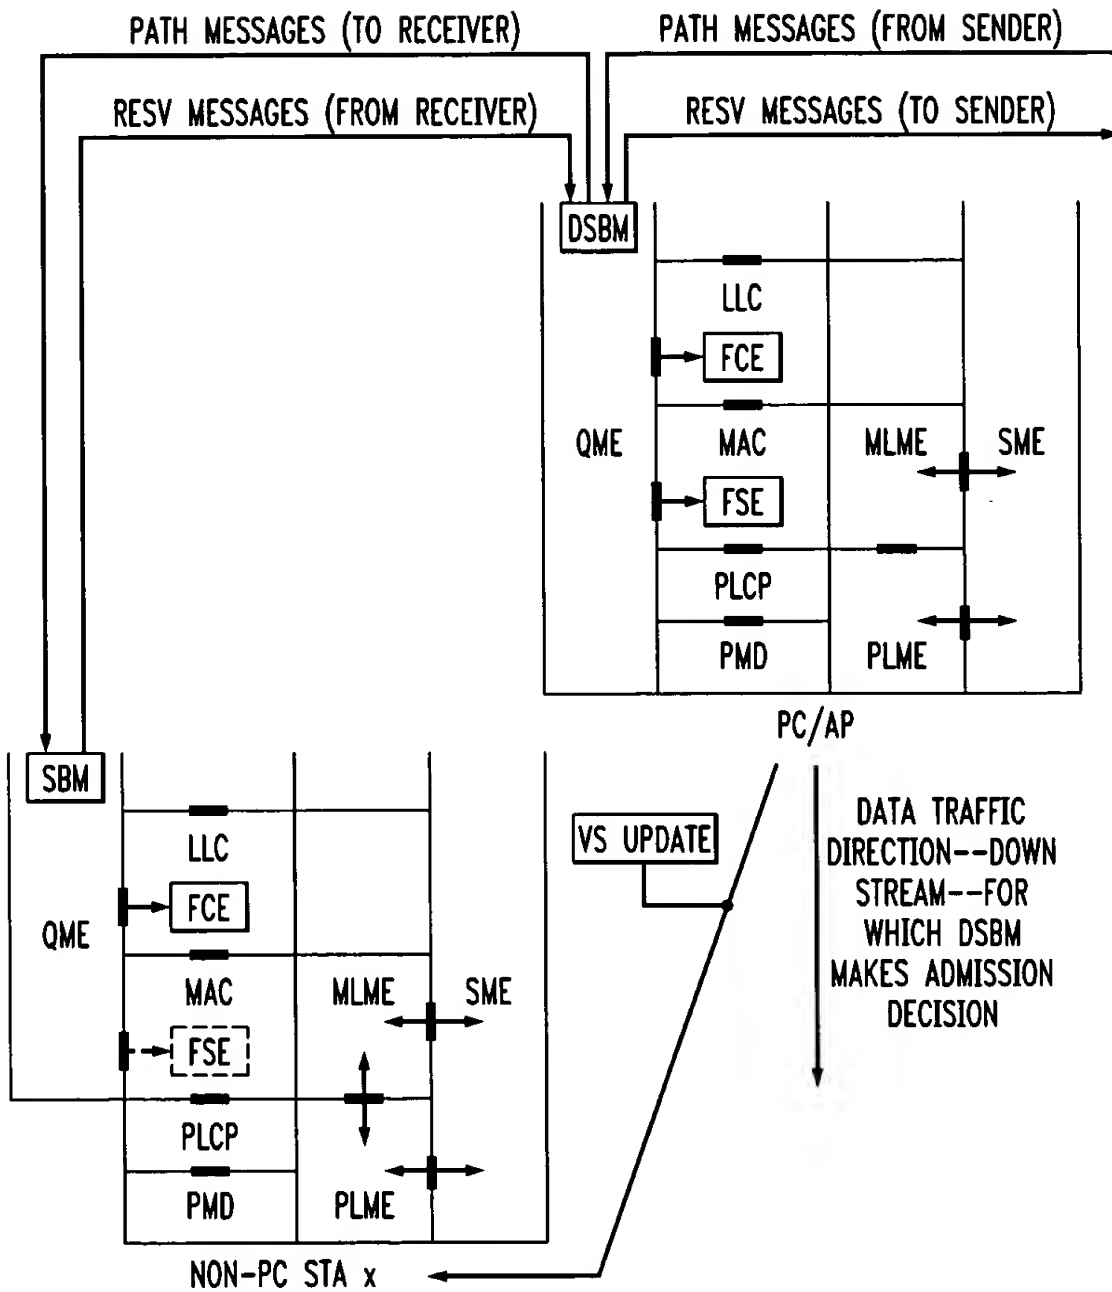 PATH MESSAGES (TO RECEIVER)
PATH MESSAGES (FROM SENDER)
RESV MESSAGES (FROM RECEIVER)
RESV MESSAGES (TO SENDER)
DSBM
LLC
FCE
QME
MAC
MLME
SME
FSE
PLCP
PMD
PLME
PC/AP
SBM
LLC
FCE
QME
MAC
MLME
SME
FSE
PLCP
PMD
PLME
NON-PC STA x
VS UPDATE
DATA TRAFFIC
DIRECTION--DOWN
STREAM--FOR
WHICH DSBM
MAKES ADMISSION
DECISION